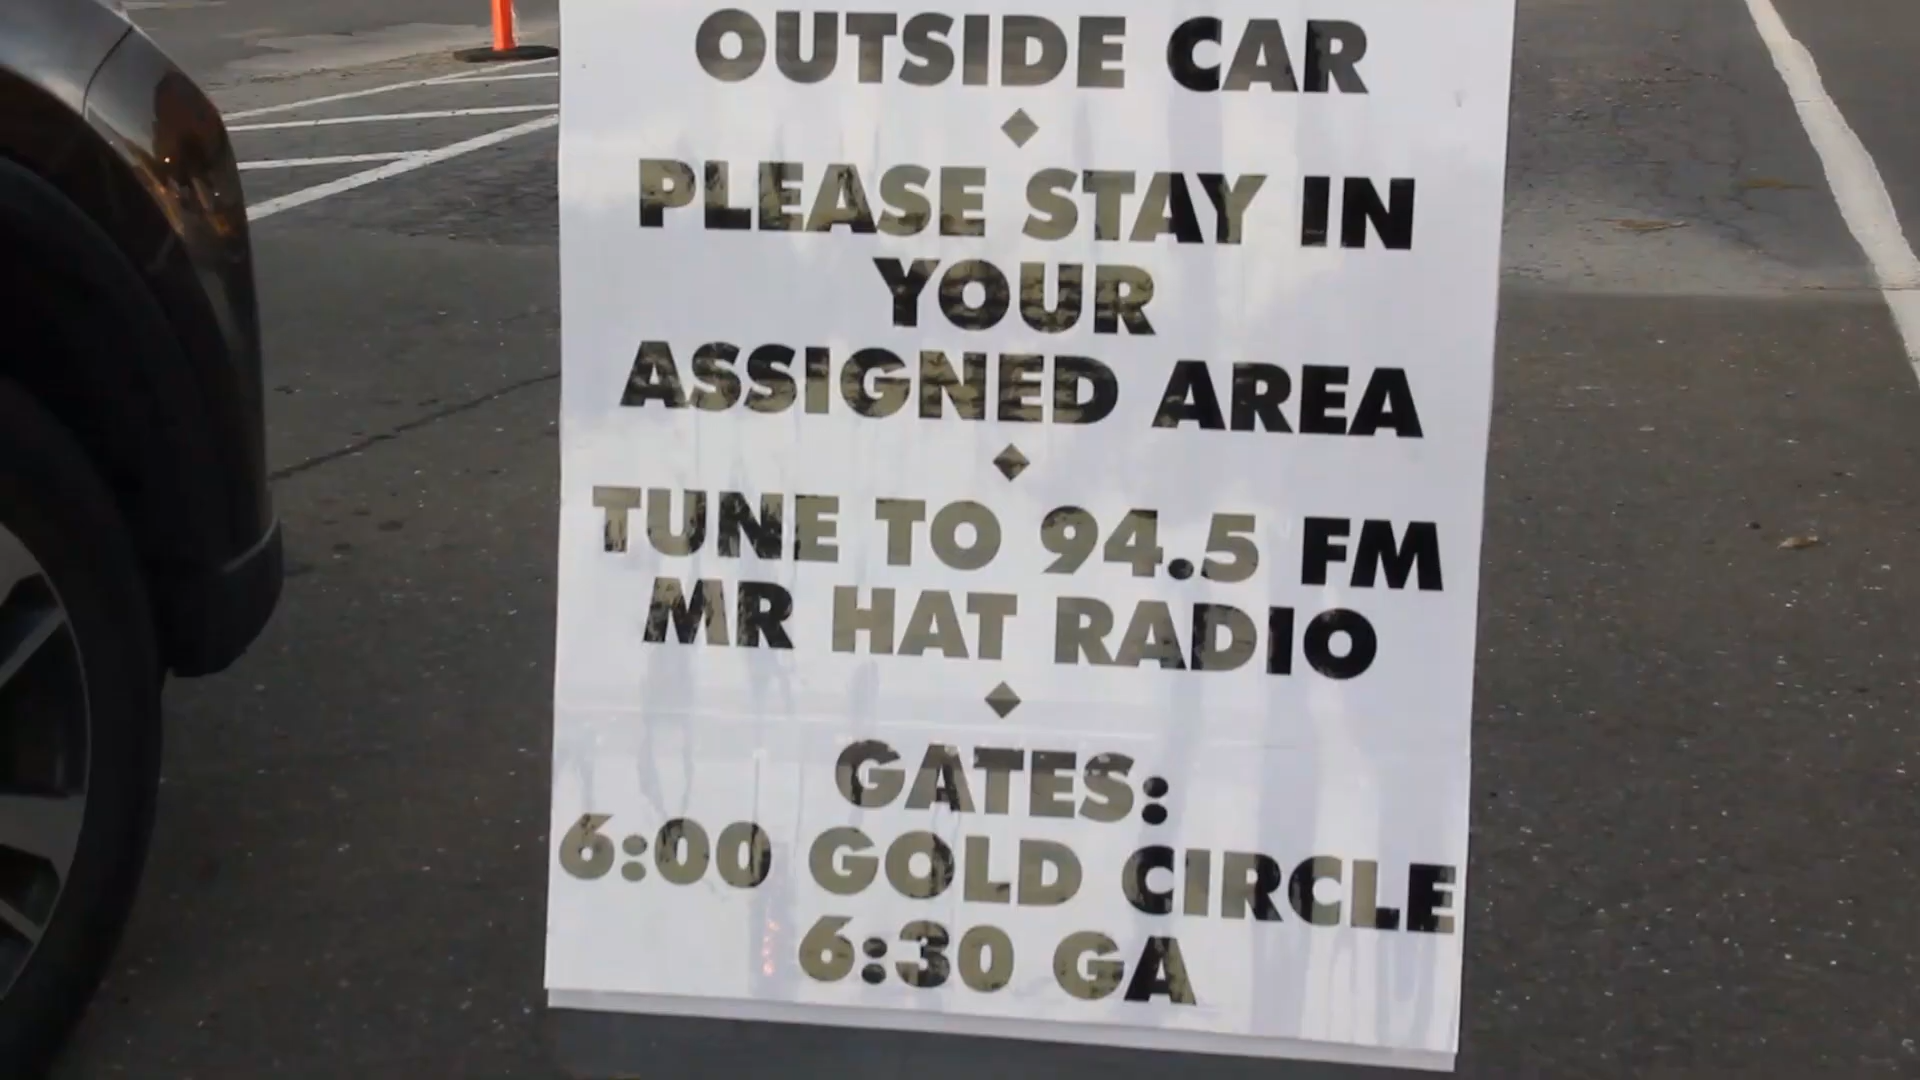 OUTSIDE CAR
PLEASE STAY IN
YOUR
ASSIGNED AREA
TUNE TO 94.5 FM
MR HAT RADIO
GATES:
6:00 GOLD CIRCLE
6:30 GA